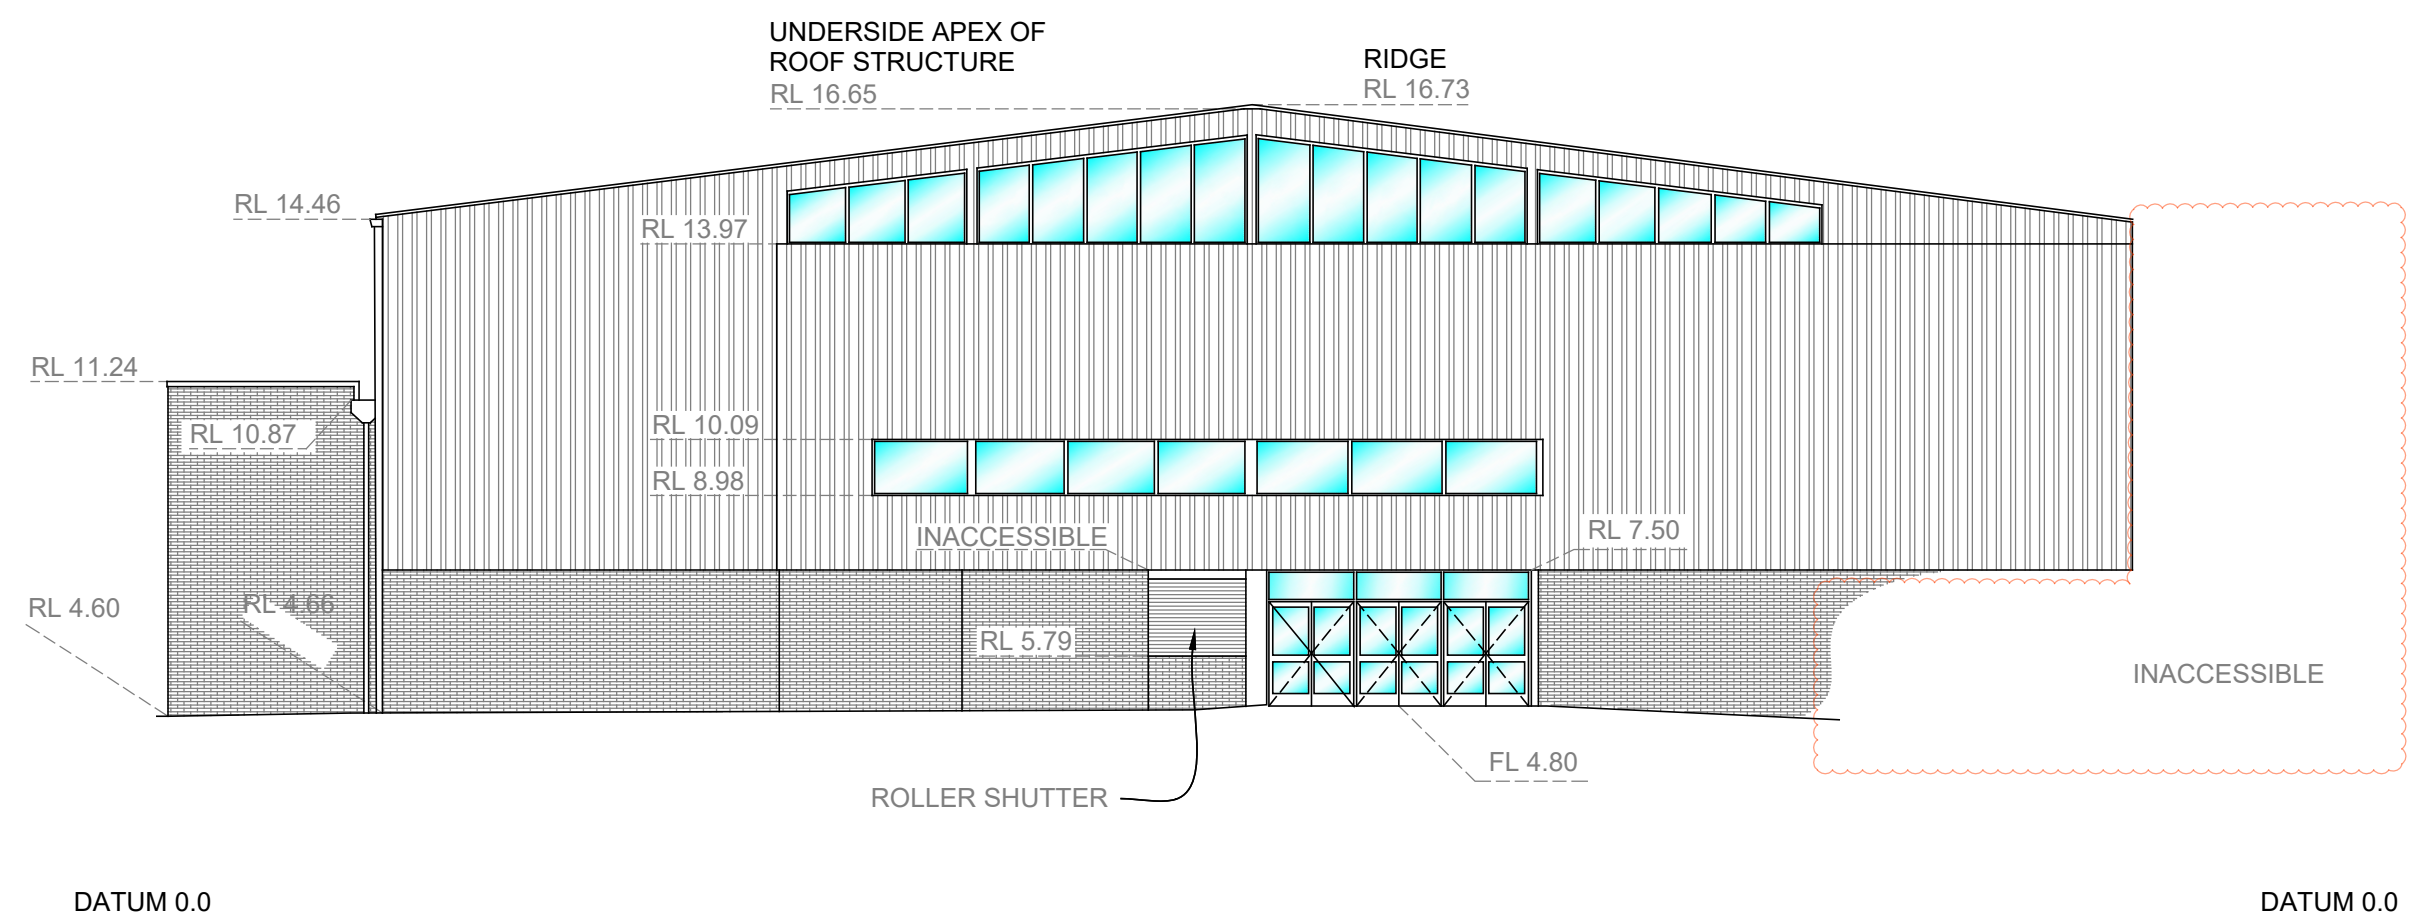 UNDERSIDE APEX OF
ROOF STRUCTURE
RL 16.65
RIDGE
RL 16.73
RL 14.46
RL 13.97
RL 11.24
RL 10.87
RL 10.09
RL 8.98
INACCESSIBLE
RL 7.50
RL 4.60
RL 4.66
RL 5.79
INACCESSIBLE
FL 4.80
ROLLER SHUTTER
DATUM 0.0
DATUM 0.0